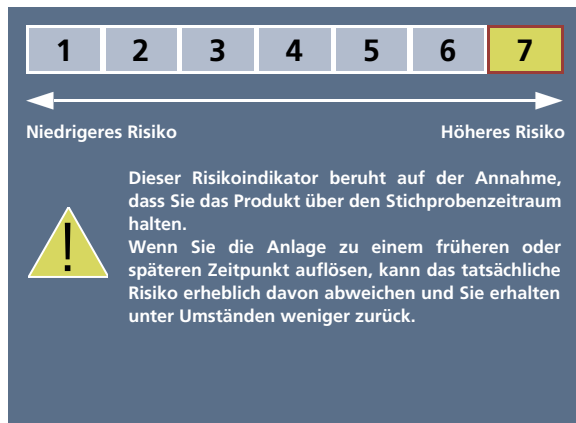 1 2 3 4 5 6 7
Niedrigeres Risiko Höheres Risiko
Dieser Risikoindikator beruht auf der Annahme,
dass Sie das Produkt über den Stichprobenzeitraum
halten.
Wenn Sie die Anlage zu einem früheren oder
späteren Zeitpunkt auflösen, kann das tatsächliche
Risiko erheblich davon abweichen und Sie erhalten
unter Umständen weniger zurück.
!